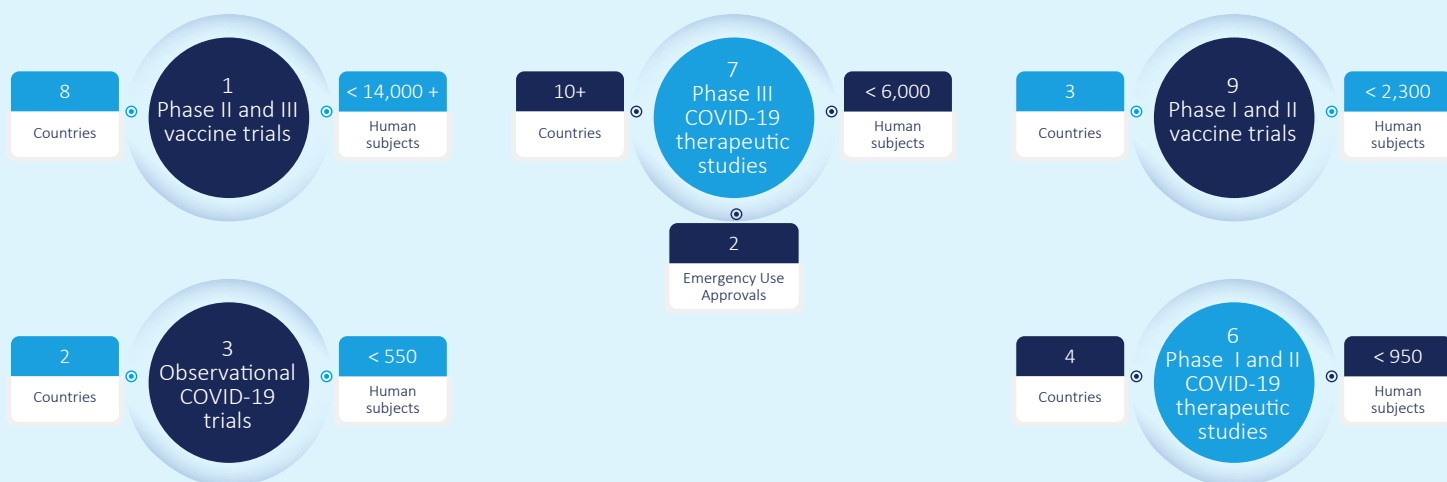 8
Countries
1
Phase II and III
vaccine trials
< 14,000 +
Human
subjects
10+
Countries
7
Phase III
COVID-19
therapeutic
studies
< 6,000
Human
subjects
2
Emergency Use
Approvals
3
Countries
9
Phase I and II
vaccine trials
< 2,300
Human
subjects
2
Countries
3
Observational
COVID-19
trials
< 550
Human
subjects
4
Countries
6
Phase  I and II
COVID-19
therapeutic
studies
< 950
Human
subjects